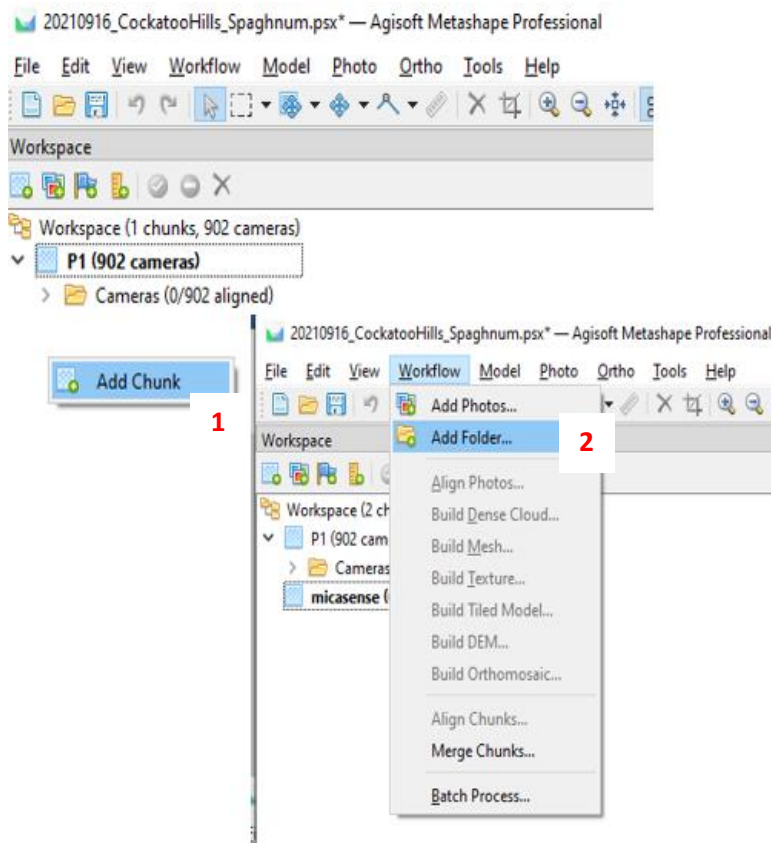 20210916_CockatooHills_Spaghnum.psx* — Agisoft Metashape Professional
File Edit View Workflow Model Photo Ortho Tools Help
Workspace
Workspace (1 chunks, 902 cameras)
P1 (902 cameras)
Cameras (0/902 aligned)
Add Chunk
1
20210916_CockatooHills_Spaghnum.psx* — Agisoft Metashape Professional
File Edit View Workflow Model Photo Ortho Tools Help
Workspace
Workspace (2 ch
P1 (902 cam
Cameras
micasense (
Add Photos...
Add Folder...
2
Align Photos...
Build Dense Cloud...
Build Mesh...
Build Texture...
Build Tiled Model...
Build DEM...
Build Orthomosaic...
Align Chunks...
Merge Chunks...
Batch Process...